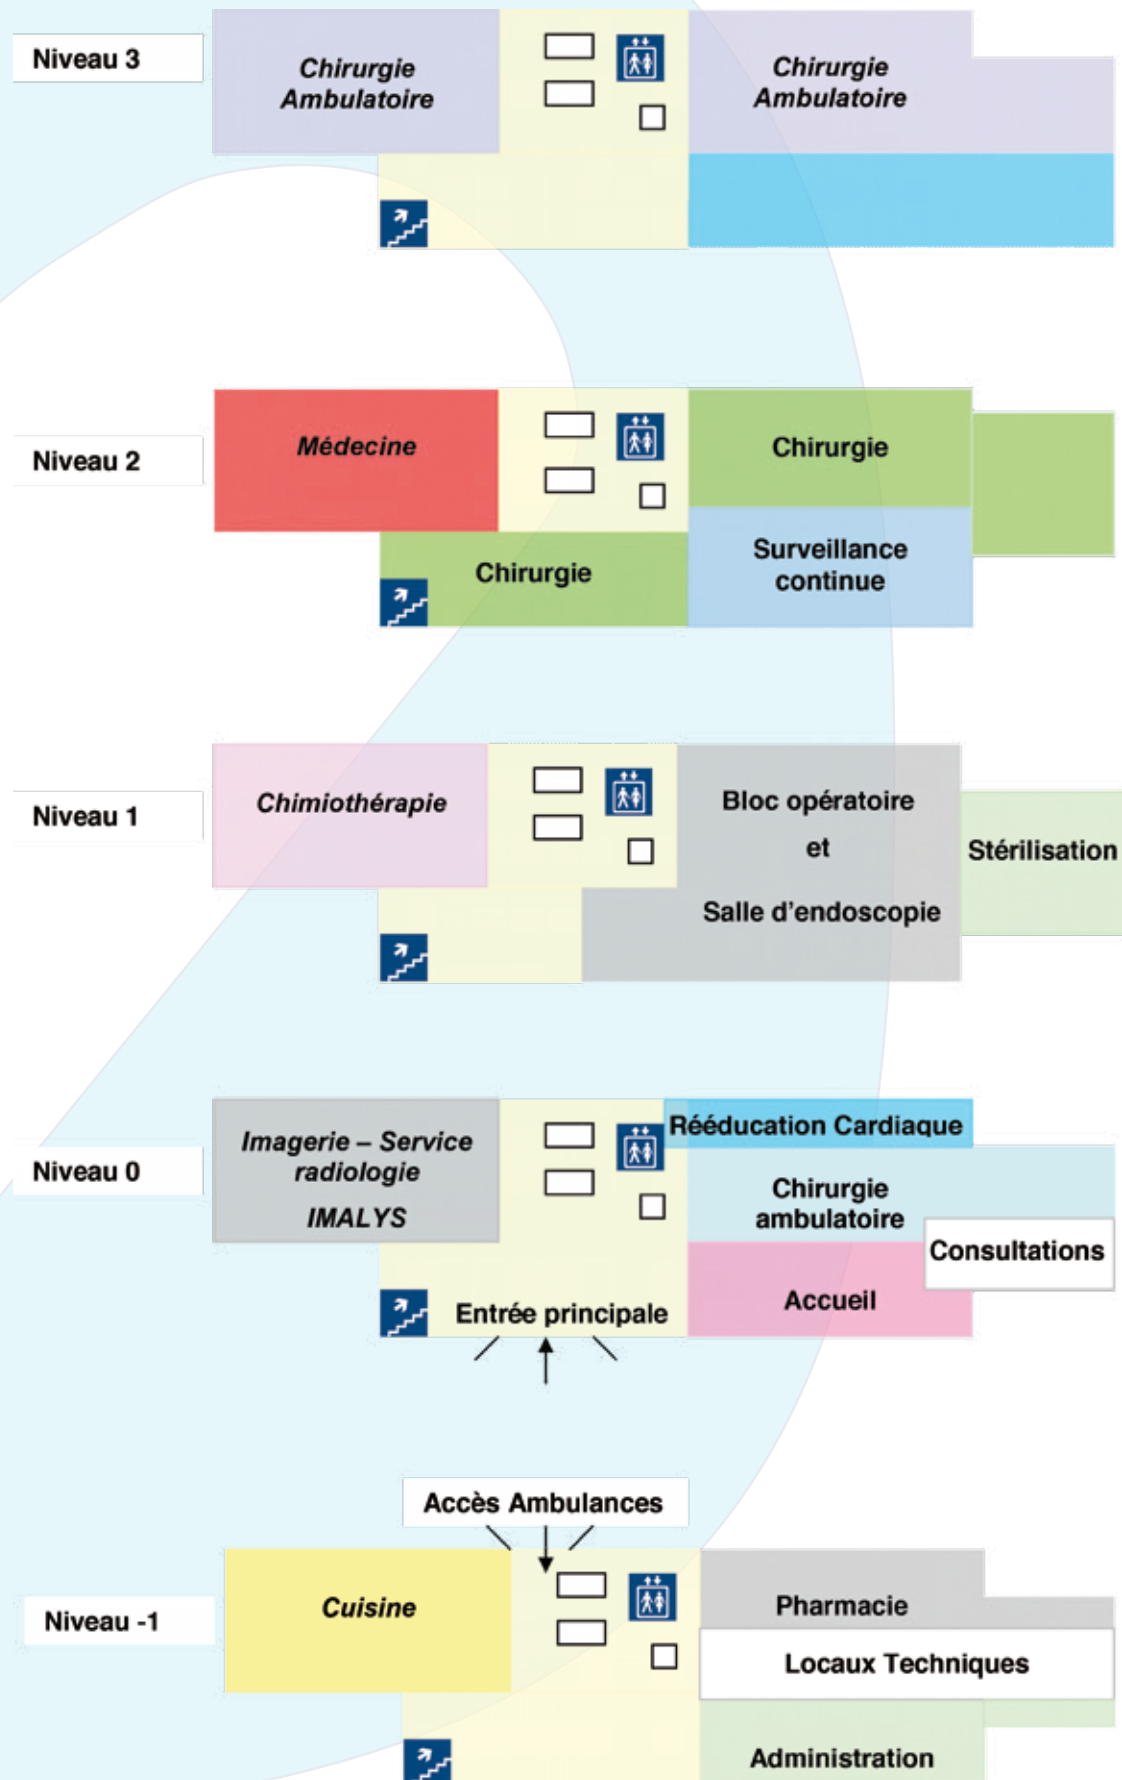 Niveau 3
Chirurgie
Ambulatoire
Chirurgie
Ambulatoire
Niveau 2
Médecine
Chirurgie
Chirurgie
Surveillance
continue
Niveau 1
Chimiothérapie
Bloc opératoire
et
Salle d'endoscopie
Stérilisation
Niveau 0
Imagerie – Service
radiologie
IMALYS
Rééducation Cardiaque
Chirurgie
ambulatoire
Consultations
Accueil
Entrée principale
Accès Ambulances
Niveau -1
Cuisine
Pharmacie
Locaux Techniques
Administration